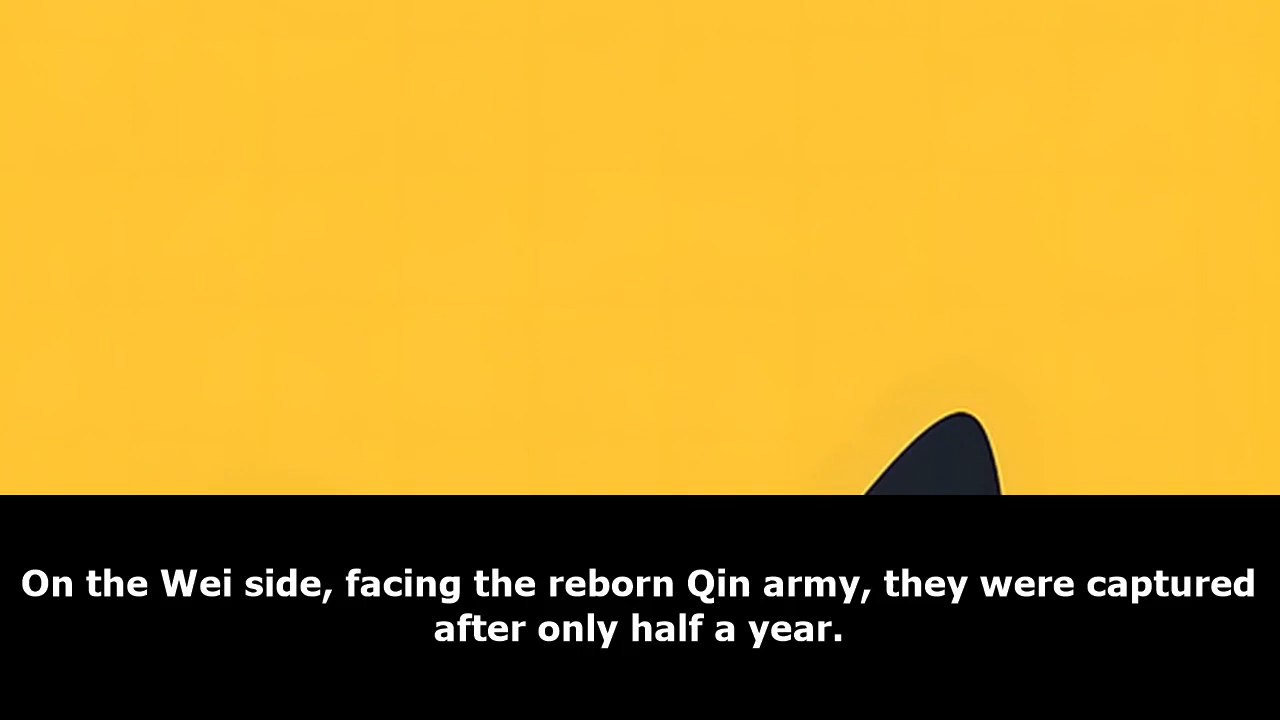 On the Wei side, facing the reborn Qin army, they were captured
after only half a year.